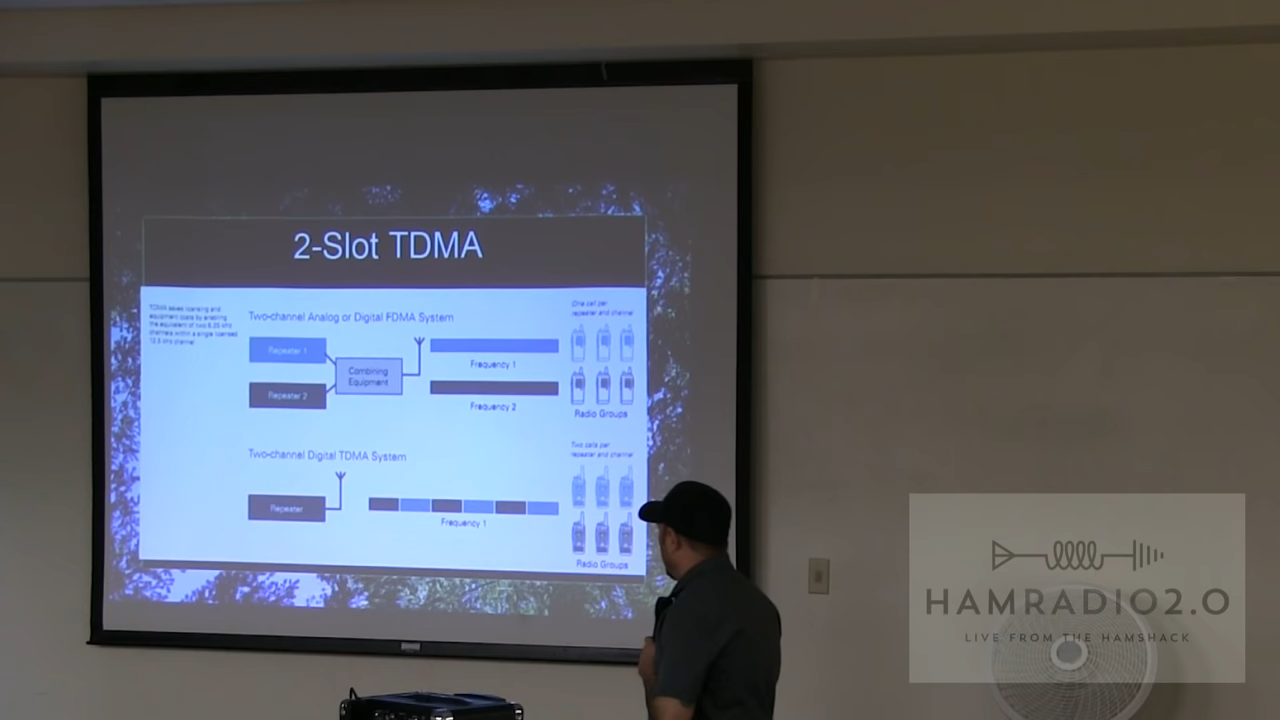 2-Slot TDMA
TDMA saves licensing and
equipment costs by enabling
the equivalent of two 6.25 kHz
channels within a single licensed
12.5 kHz channel
Two-channel Analog or Digital FDMA System
Repeater 1
Repeater 2
Combining
Equipment
Frequency 1
Frequency 2
One call per
repeater and channel
Radio Groups
Two-channel Digital TDMA System
Repeater
Frequency 1
Two calls per
repeater and channel
Radio Groups
HAMRADIO2.0
LIVE FROM THE HAMSHACK